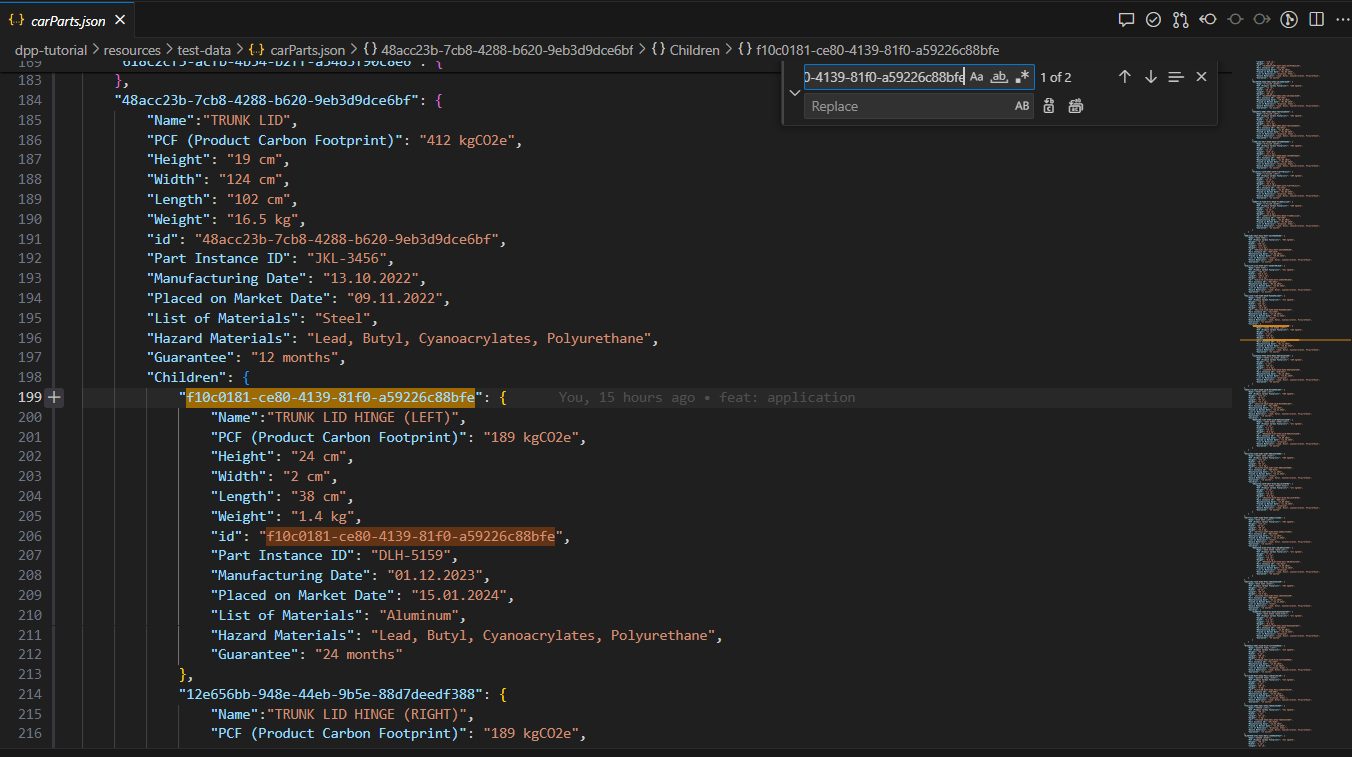 carParts.json
dpp-tutorial > resources > test-data > carParts.json > 48acc23b-7cb8-4288-b620-9eb3d9dce6bf > Children > f10c0181-ce80-4139-81f0-a59226c88bfe
0-4139-81f0-a59226c88bfe Aa ab 1 of 2
Replace AB
183 },
184 "48acc23b-7cb8-4288-b620-9eb3d9dce6bf": {
185 "Name":"TRUNK LID",
186 "PCF (Product Carbon Footprint)": "412 kgCO2e",
187 "Height": "19 cm",
188 "Width": "124 cm",
189 "Length": "102 cm",
190 "Weight": "16.5 kg",
191 "id": "48acc23b-7cb8-4288-b620-9eb3d9dce6bf",
192 "Part Instance ID": "JKL-3456",
193 "Manufacturing Date": "13.10.2022",
194 "Placed on Market Date": "09.11.2022",
195 "List of Materials": "Steel",
196 "Hazard Materials": "Lead, Butyl, Cyanoacrylates, Polyurethane",
197 "Guarantee": "12 months",
198 "Children": {
199 "f10c0181-ce80-4139-81f0-a59226c88bfe": { You, 15 hours ago • feat: application
200 "Name":"TRUNK LID HINGE (LEFT)",
201 "PCF (Product Carbon Footprint)": "189 kgCO2e",
202 "Height": "24 cm",
203 "Width": "2 cm",
204 "Length": "38 cm",
205 "Weight": "1.4 kg",
206 "id": "f10c0181-ce80-4139-81f0-a59226c88bfe",
207 "Part Instance ID": "DLH-5159",
208 "Manufacturing Date": "01.12.2023",
209 "Placed on Market Date": "15.01.2024",
210 "List of Materials": "Aluminum",
211 "Hazard Materials": "Lead, Butyl, Cyanoacrylates, Polyurethane",
212 "Guarantee": "24 months"
213 },
214 "12e656bb-948e-44eb-9b5e-88d7deedf388": {
215 "Name":"TRUNK LID HINGE (RIGHT)",
216 "PCF (Product Carbon Footprint)": "189 kgCO2e",